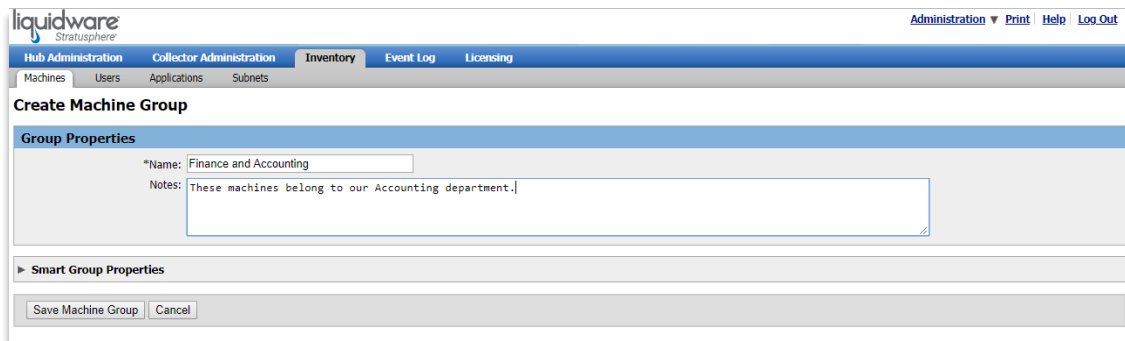 liquidware
Stratusphere
Administration ▼ Print Help Log Out
Hub Administration Collector Administration Inventory Event Log Licensing
Machines Users Applications Subnets
Create Machine Group
Group Properties
*Name: Finance and Accounting
Notes: These machines belong to our Accounting department.
► Smart Group Properties
Save Machine Group Cancel